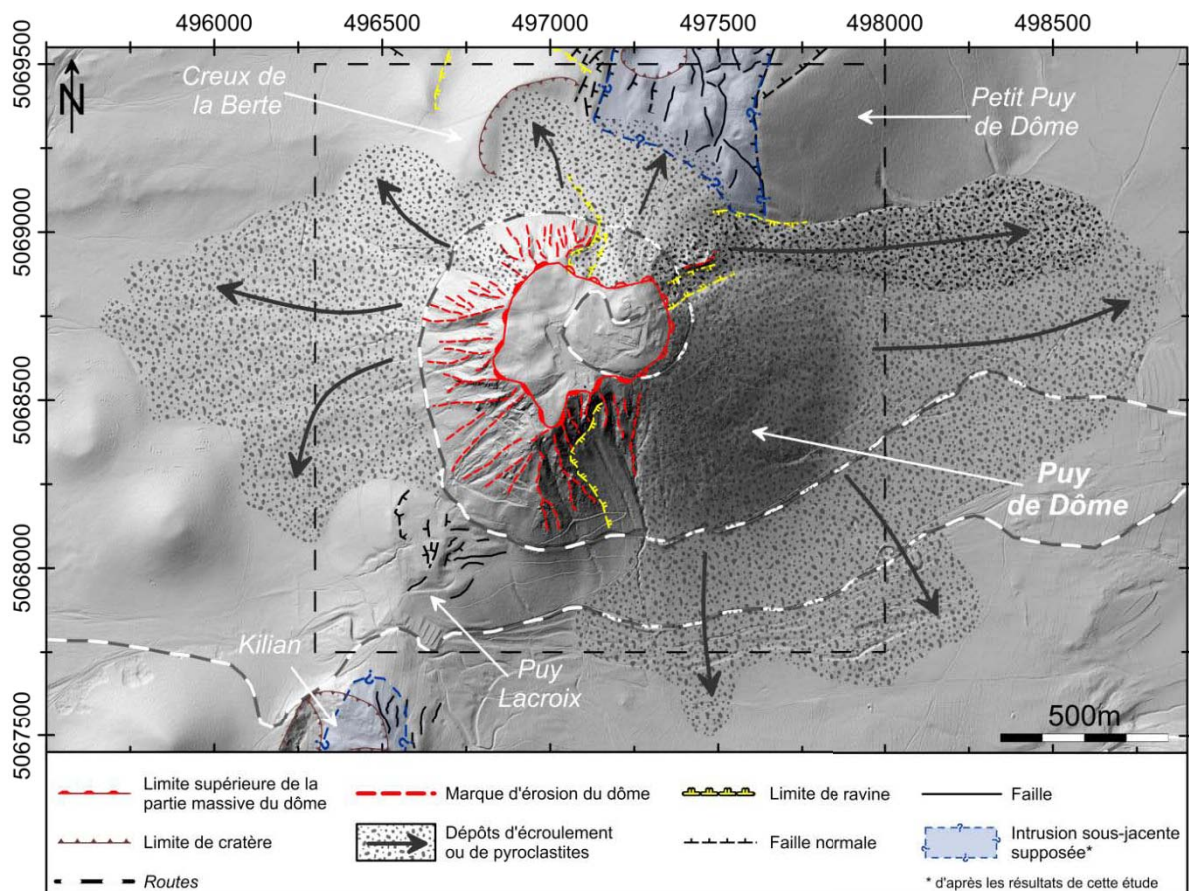 496000 496500 497000 497500 498000 498500
5069500
5069000
5068500
5068000
5067500
N
Creux de
la Berte
Petit Puy
de Dôme
Puy
de Dôme
Kilian
Puy
Lacroix
500m
?
?
?
?
?
?
?
?
?
?
Limite supérieure de la
partie massive du dôme
Marque d'érosion du dôme
Limite de ravine
Faille
Limite de cratère
Dépôts d'écroulement
ou de pyroclastites
Faille normale
?
?
?
?
Intrusion sous-jacente
supposée*
Routes
* d'après les résultats de cette étude